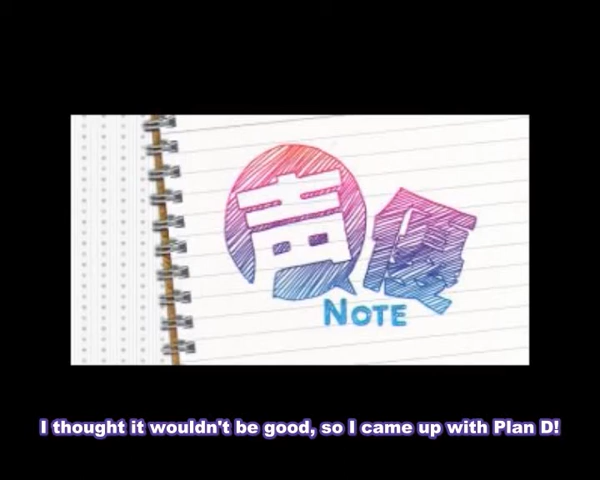 声優
NOTE
I thought it wouldn't be good, so I came up with Plan D!